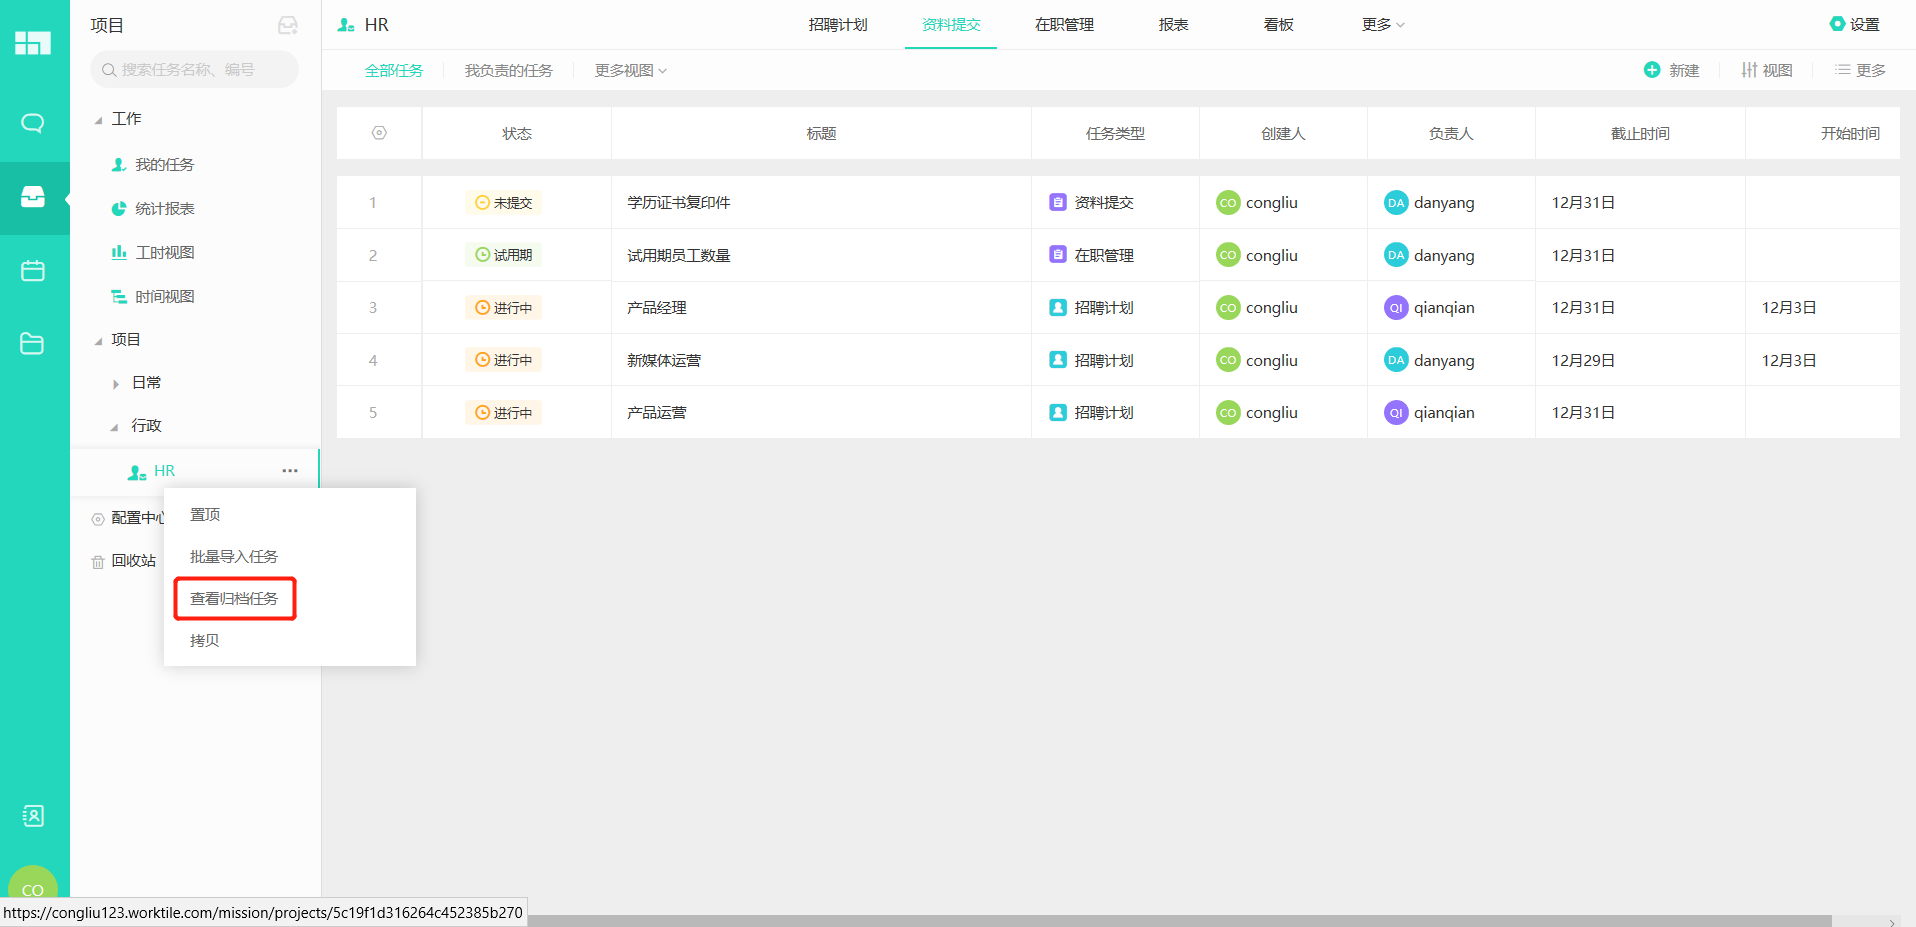 项目
搜索任务名称、编号
工作
我的任务
统计报表
工时视图
时间视图
项目
日常
行政
HR
配置中心
回收站
置顶
批量导入任务
查看归档任务
拷贝
CO
https://congliu123.worktile.com/mission/projects/5c19f1d316264c452385b270
HR 招聘计划 资料提交 在职管理 报表 看板 更多 设置
全部任务 我负责的任务 更多视图 新建 视图 更多
状态 标题 任务类型 创建人 负责人 截止时间 开始时间
1 未提交 学历证书复印件 资料提交 CO congliu DA danyang 12月31日
2 试用期 试用期员工数量 在职管理 CO congliu DA danyang 12月31日
3 进行中 产品经理 招聘计划 CO congliu QI qianqian 12月31日 12月3日
4 进行中 新媒体运营 招聘计划 CO congliu DA danyang 12月29日 12月3日
5 进行中 产品运营 招聘计划 CO congliu QI qianqian 12月31日